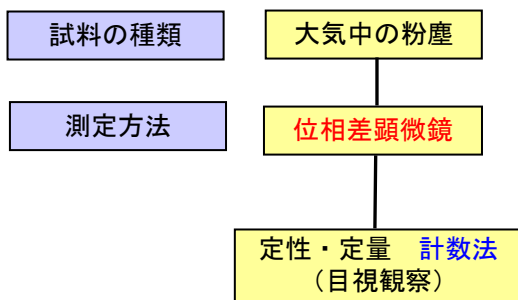 試料の種類
大気中の粉塵
測定方法
位相差顕微鏡
定性・定量　計数法
（目視観察）